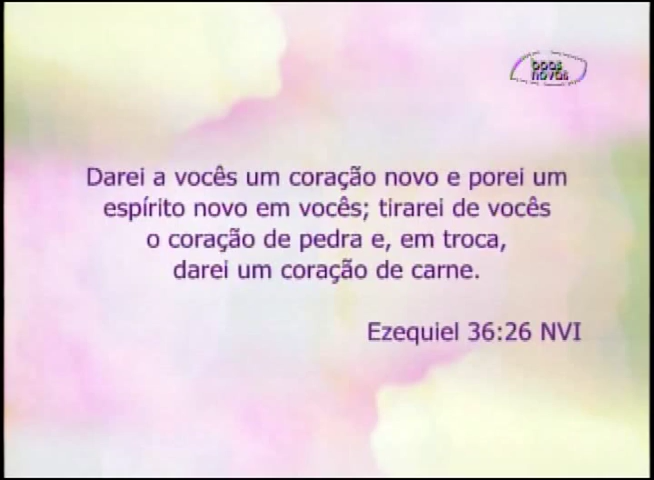 boas
novas
Darei a vocês um coração novo e porei um
espírito novo em vocês; tirarei de vocês
o coração de pedra e, em troca,
darei um coração de carne.
Ezequiel 36:26 NVI